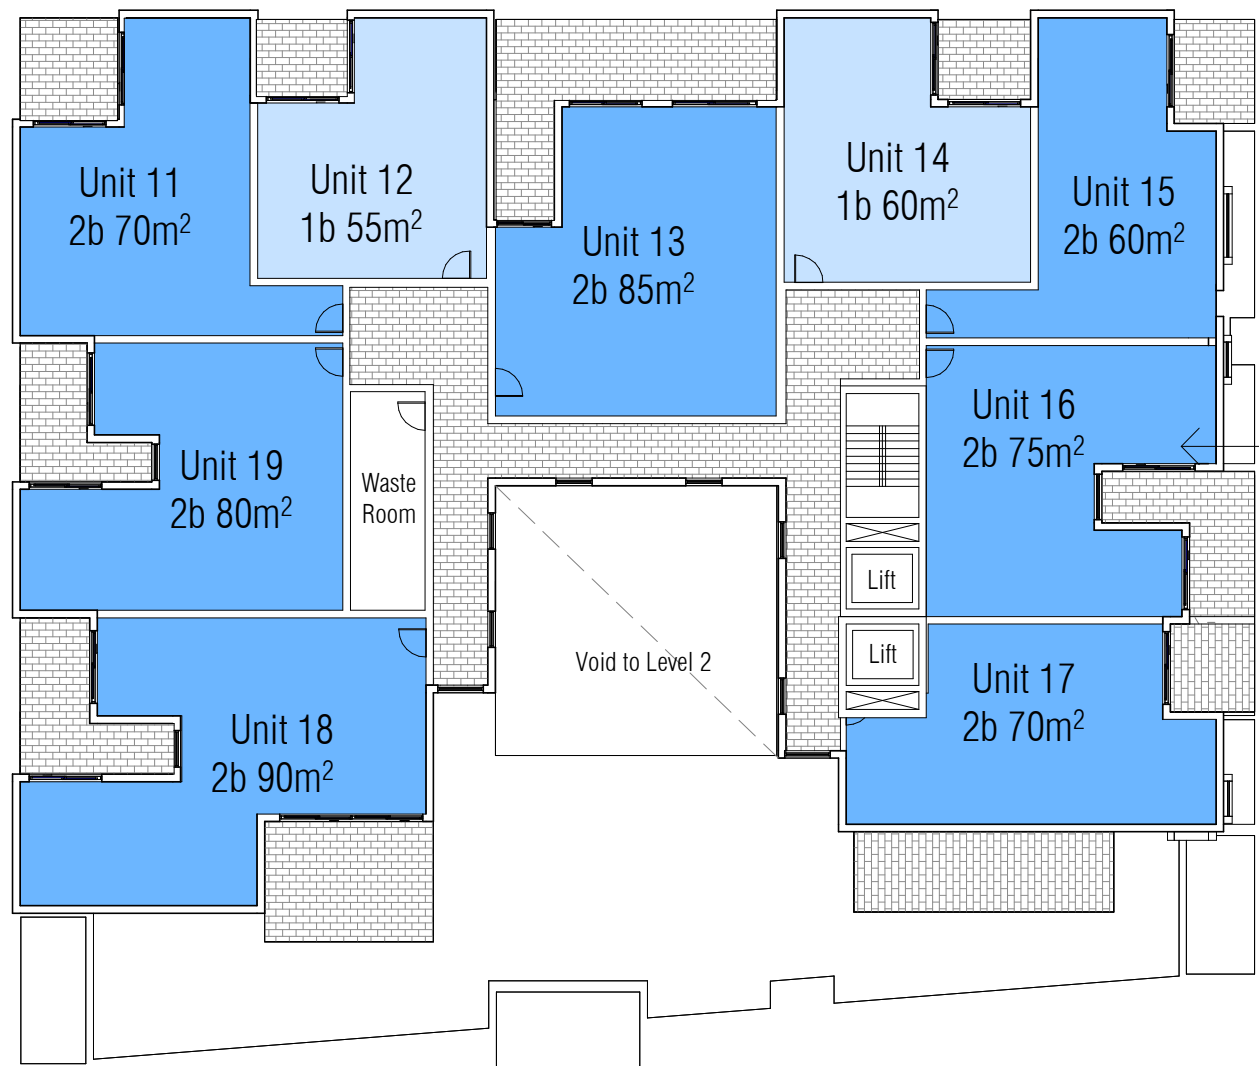 Unit 11
2b 70m²
Unit 12
1b 55m²
Unit 13
2b 85m²
Unit 14
1b 60m²
Unit 15
2b 60m²
Unit 16
2b 75m²
Unit 19
2b 80m²
Waste
Room
Lift
Lift
Void to Level 2
Unit 17
2b 70m²
Unit 18
2b 90m²